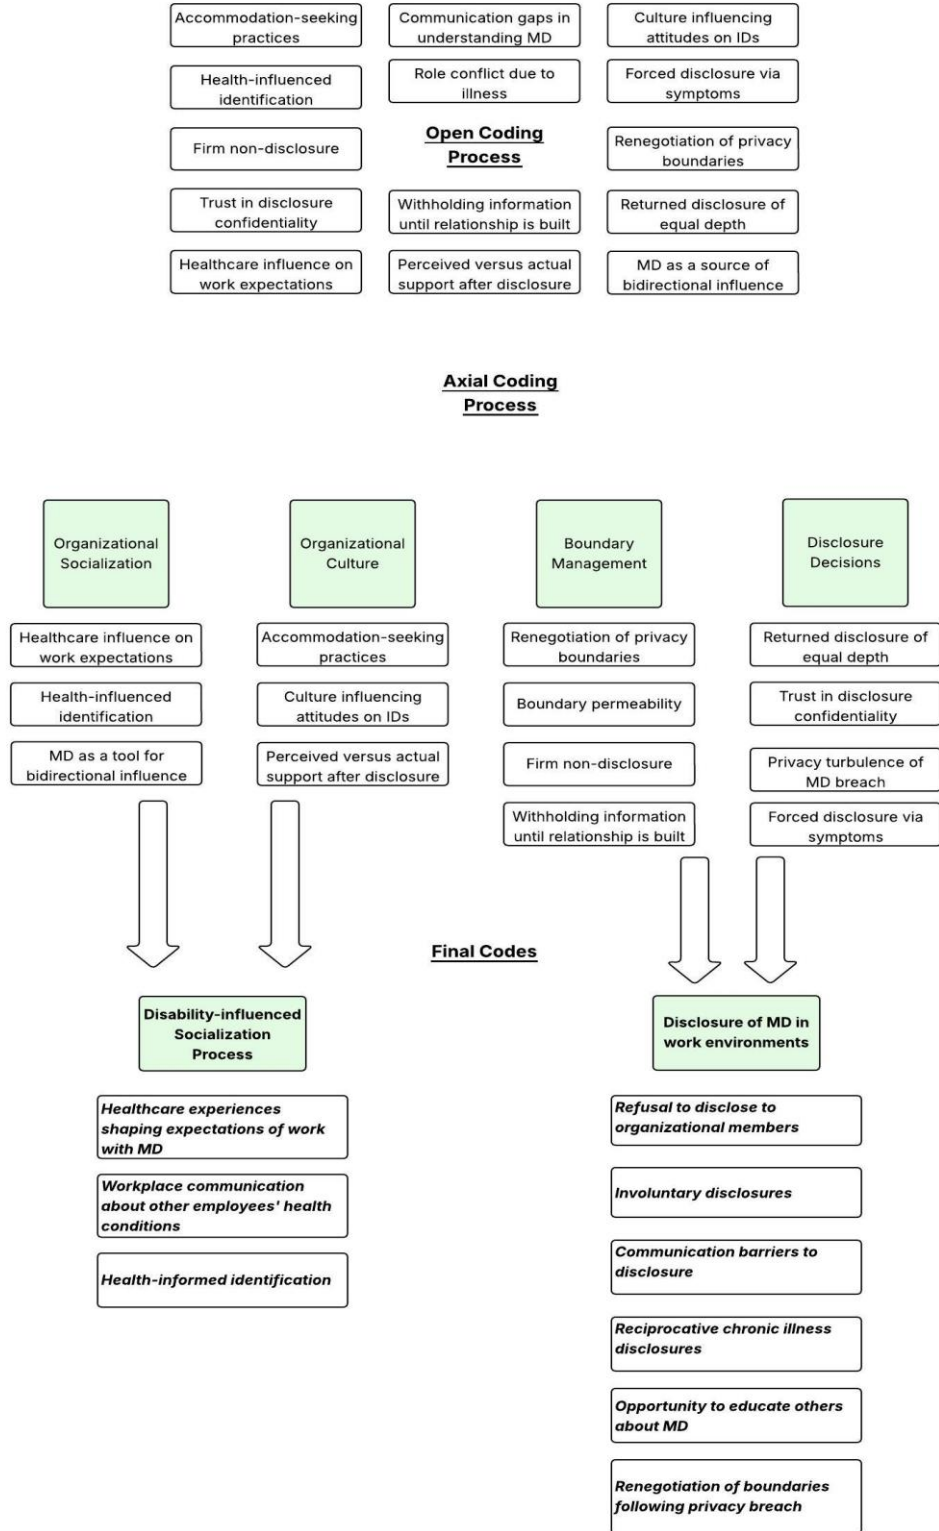 Accommodation-seeking
practices
Communication gaps in
understanding MD
Culture influencing
attitudes on IDs
Health-influenced
identification
Role conflict due to
illness
Forced disclosure via
symptoms
Firm non-disclosure
Open Coding
Process
Renegotiation of privacy
boundaries
Trust in disclosure
confidentiality
Withholding information
until relationship is built
Returned disclosure of
equal depth
Healthcare influence on
work expectations
Perceived versus actual
support after disclosure
MD as a source of
bidirectional influence
Axial Coding
Process
Organizational
Socialization
Organizational
Culture
Boundary
Management
Disclosure
Decisions
Healthcare influence on
work expectations
Accommodation-seeking
practices
Renegotiation of privacy
boundaries
Returned disclosure of
equal depth
Health-influenced
identification
Culture influencing
attitudes on IDs
Boundary permeability
Trust in disclosure
confidentiality
MD as a tool for
bidirectional influence
Perceived versus actual
support after disclosure
Firm non-disclosure
Privacy turbulence of
MD breach
Withholding information
until relationship is built
Forced disclosure via
symptoms
Final Codes
Disability-influenced
Socialization
Process
Disclosure of MD in
work environments
Healthcare experiences
shaping expectations of work
with MD
Workplace communication
about other employees' health
conditions
Health-informed identification
Refusal to disclose to
organizational members
Involuntary disclosures
Communication barriers to
disclosure
Reciprocative chronic illness
disclosures
Opportunity to educate others
about MD
Renegotiation of boundaries
following privacy breach